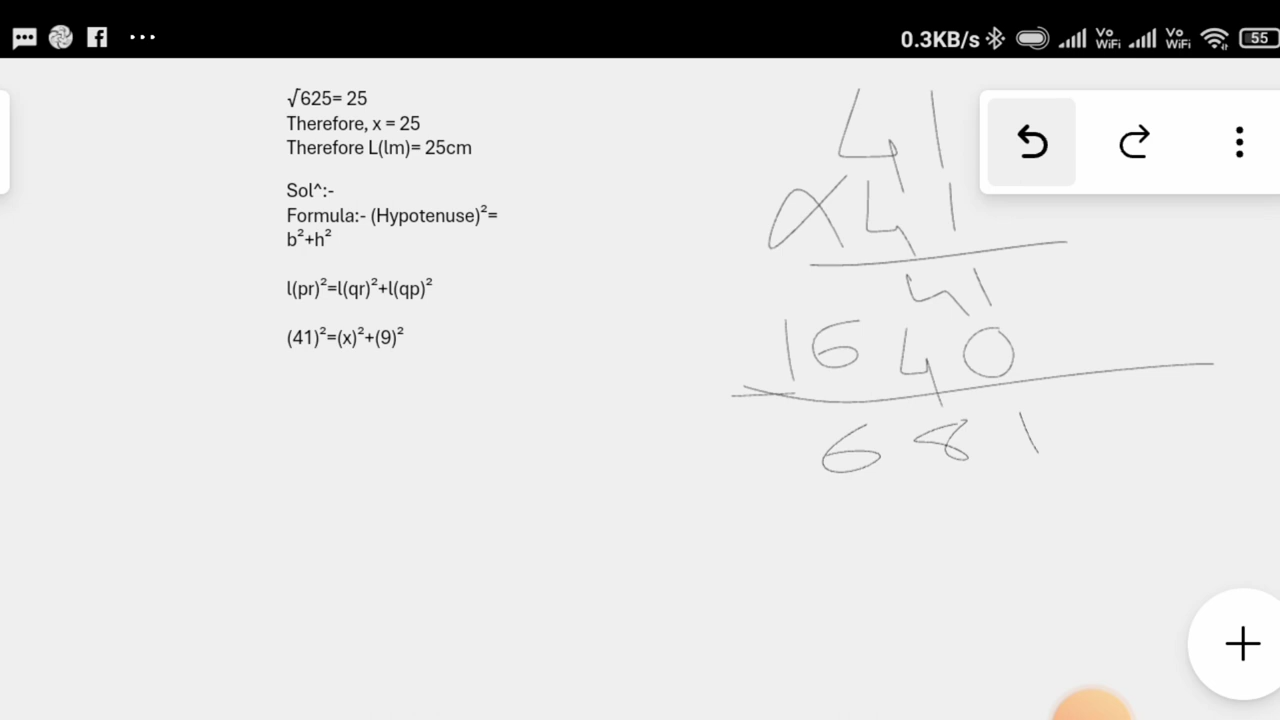 0.3KB/s Vo WiFi Vo WiFi 55
√625= 25
Therefore, x = 25
Therefore L(lm)= 25cm
Sol^:-
Formula:- (Hypotenuse)²=
b²+h²
l(pr)²=l(qr)²+l(qp)²
(41)²=(x)²+(9)²
41
x 41
41
1640
681